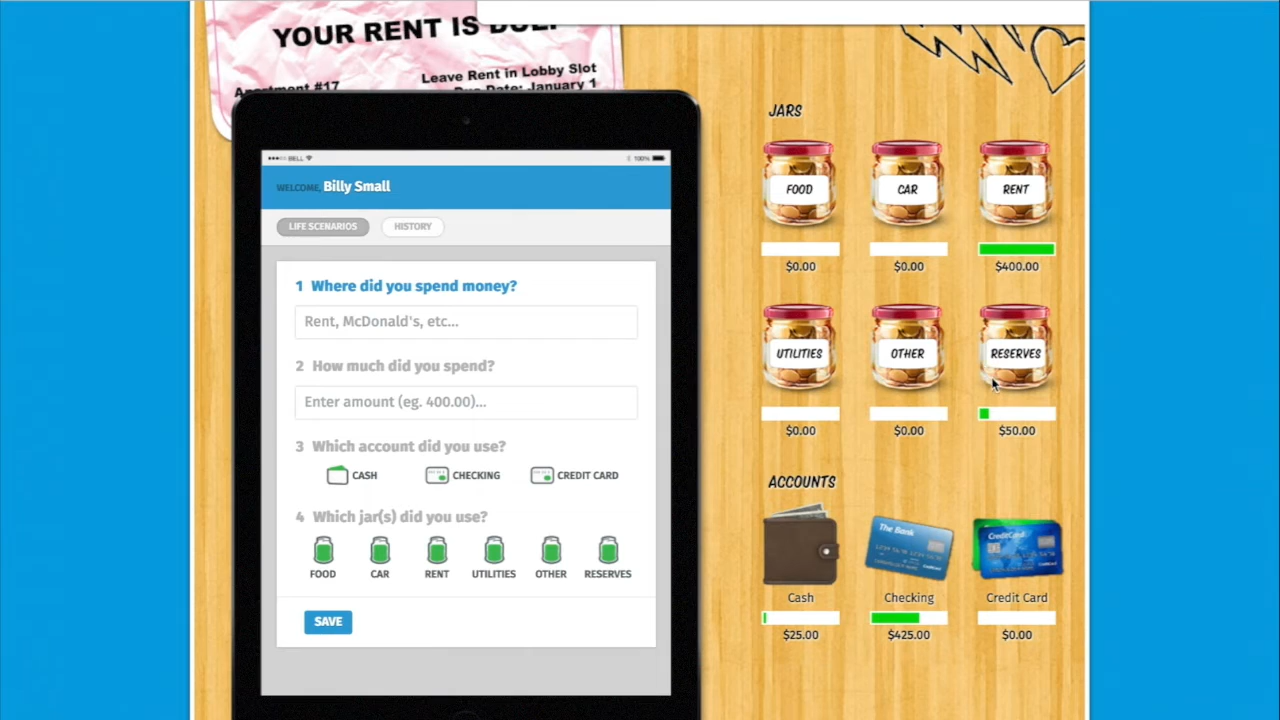 YOUR RENT IS DUE!
Apartment #17
Leave Rent in Lobby Slot
Due Date: January 1
BELL
100%
WELCOME, Billy Small
LIFE SCENARIOS
HISTORY
1 Where did you spend money?
Rent, McDonald's, etc...
2 How much did you spend?
Enter amount (eg. 400.00)...
3 Which account did you use?
CASH
CHECKING
CREDIT CARD
4 Which jar(s) did you use?
FOOD
CAR
RENT
UTILITIES
OTHER
RESERVES
SAVE
JARS
FOOD
CAR
RENT
$0.00
$0.00
$400.00
UTILITIES
OTHER
RESERVES
$0.00
$0.00
$50.00
ACCOUNTS
The Bank
CreditCard
Cash
Checking
Credit Card
$25.00
$425.00
$0.00